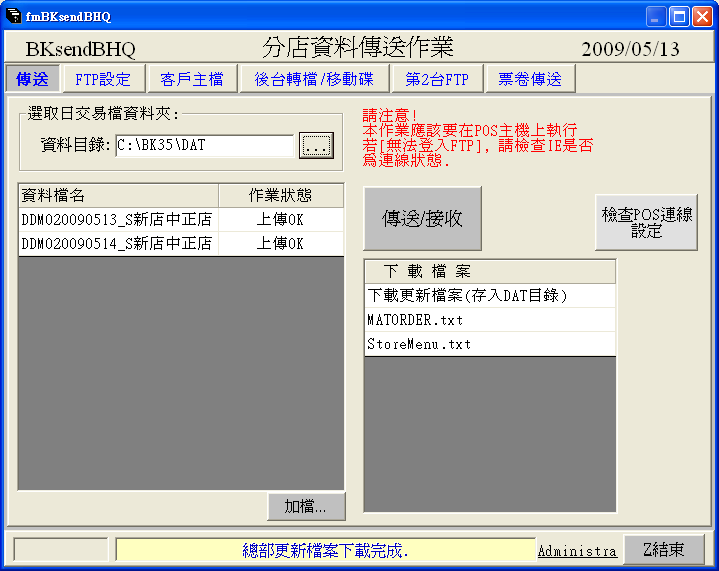 fmBKsendBHQ
BKsendBHQ 分店資料傳送作業 2009/05/13
傳送 FTP設定 客戶主檔 後台轉檔/移動碟 第2台FTP 票卷傳送
選取日交易檔資料夾:
資料目錄: C:\BK35\DAT ...
請注意!
本作業應該要在POS主機上執行
若[無法登入FTP], 請檢查IE是否
為連線狀態.
資料檔名 作業狀態
DDM020090513_S新店中正店 上傳OK
DDM020090514_S新店中正店 上傳OK
傳送/接收
檢查POS連線
設定
下 載 檔 案
下載更新檔案(存入DAT目錄)
MATORDER.txt
StoreMenu.txt
加檔...
總部更新檔案下載完成. Administra Z結束